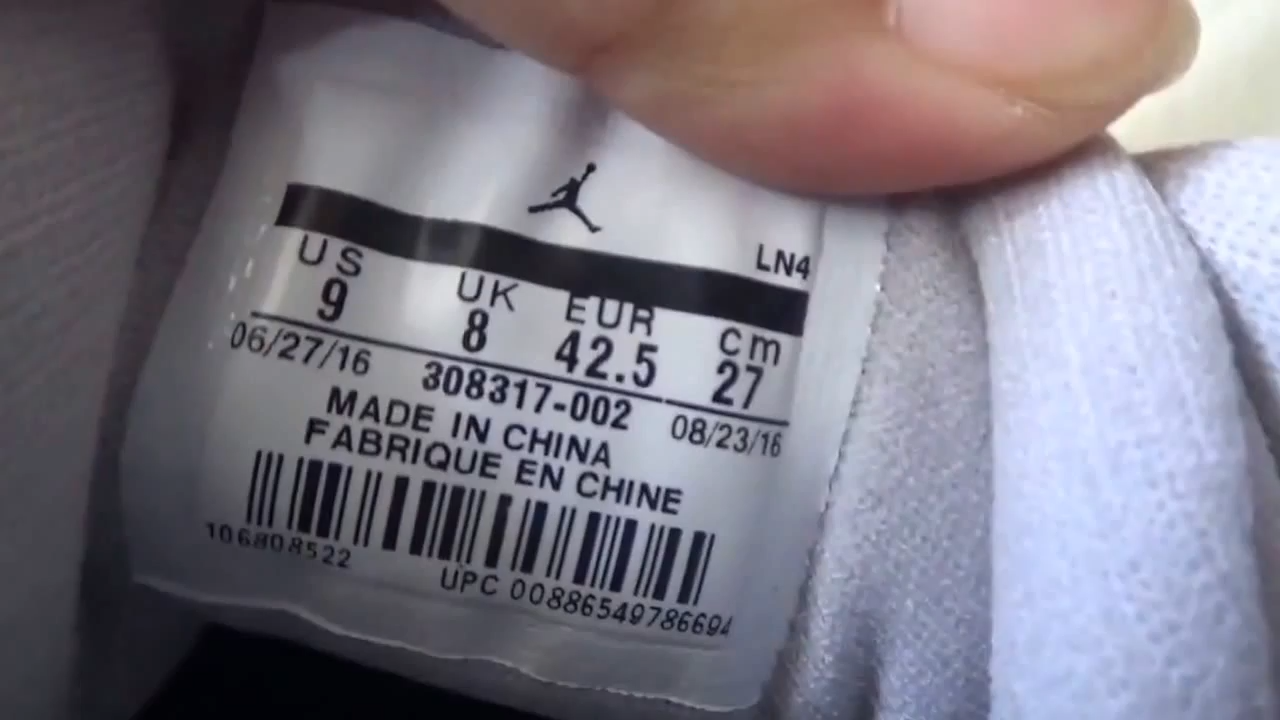 LN4
US UK EUR cm
9 8 42.5 27
06/27/16 308317-002 08/23/16
MADE IN CHINA
FABRIQUE EN CHINE
106808522
UPC 00886549786694